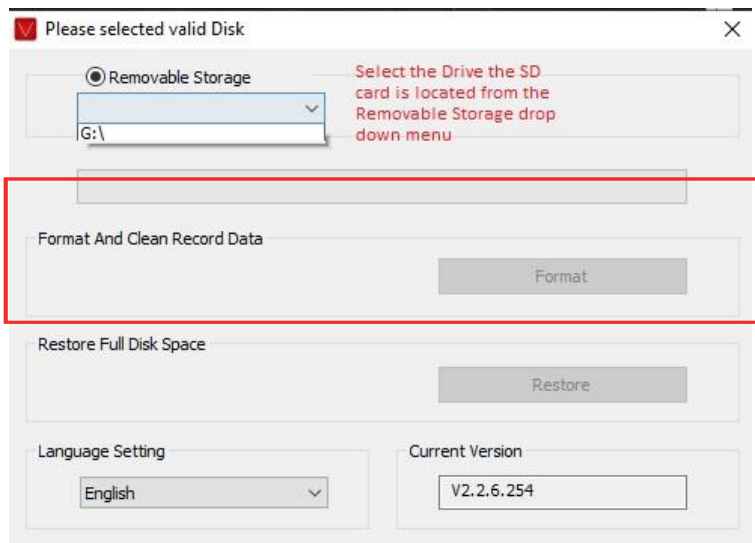 Please selected valid Disk
Removable Storage
Select the Drive the SD
card is located from the
Removable Storage drop
down menu
G:\
Format And Clean Record Data
Format
Restore Full Disk Space
Restore
Language Setting
Current Version
English
V2.2.6.254